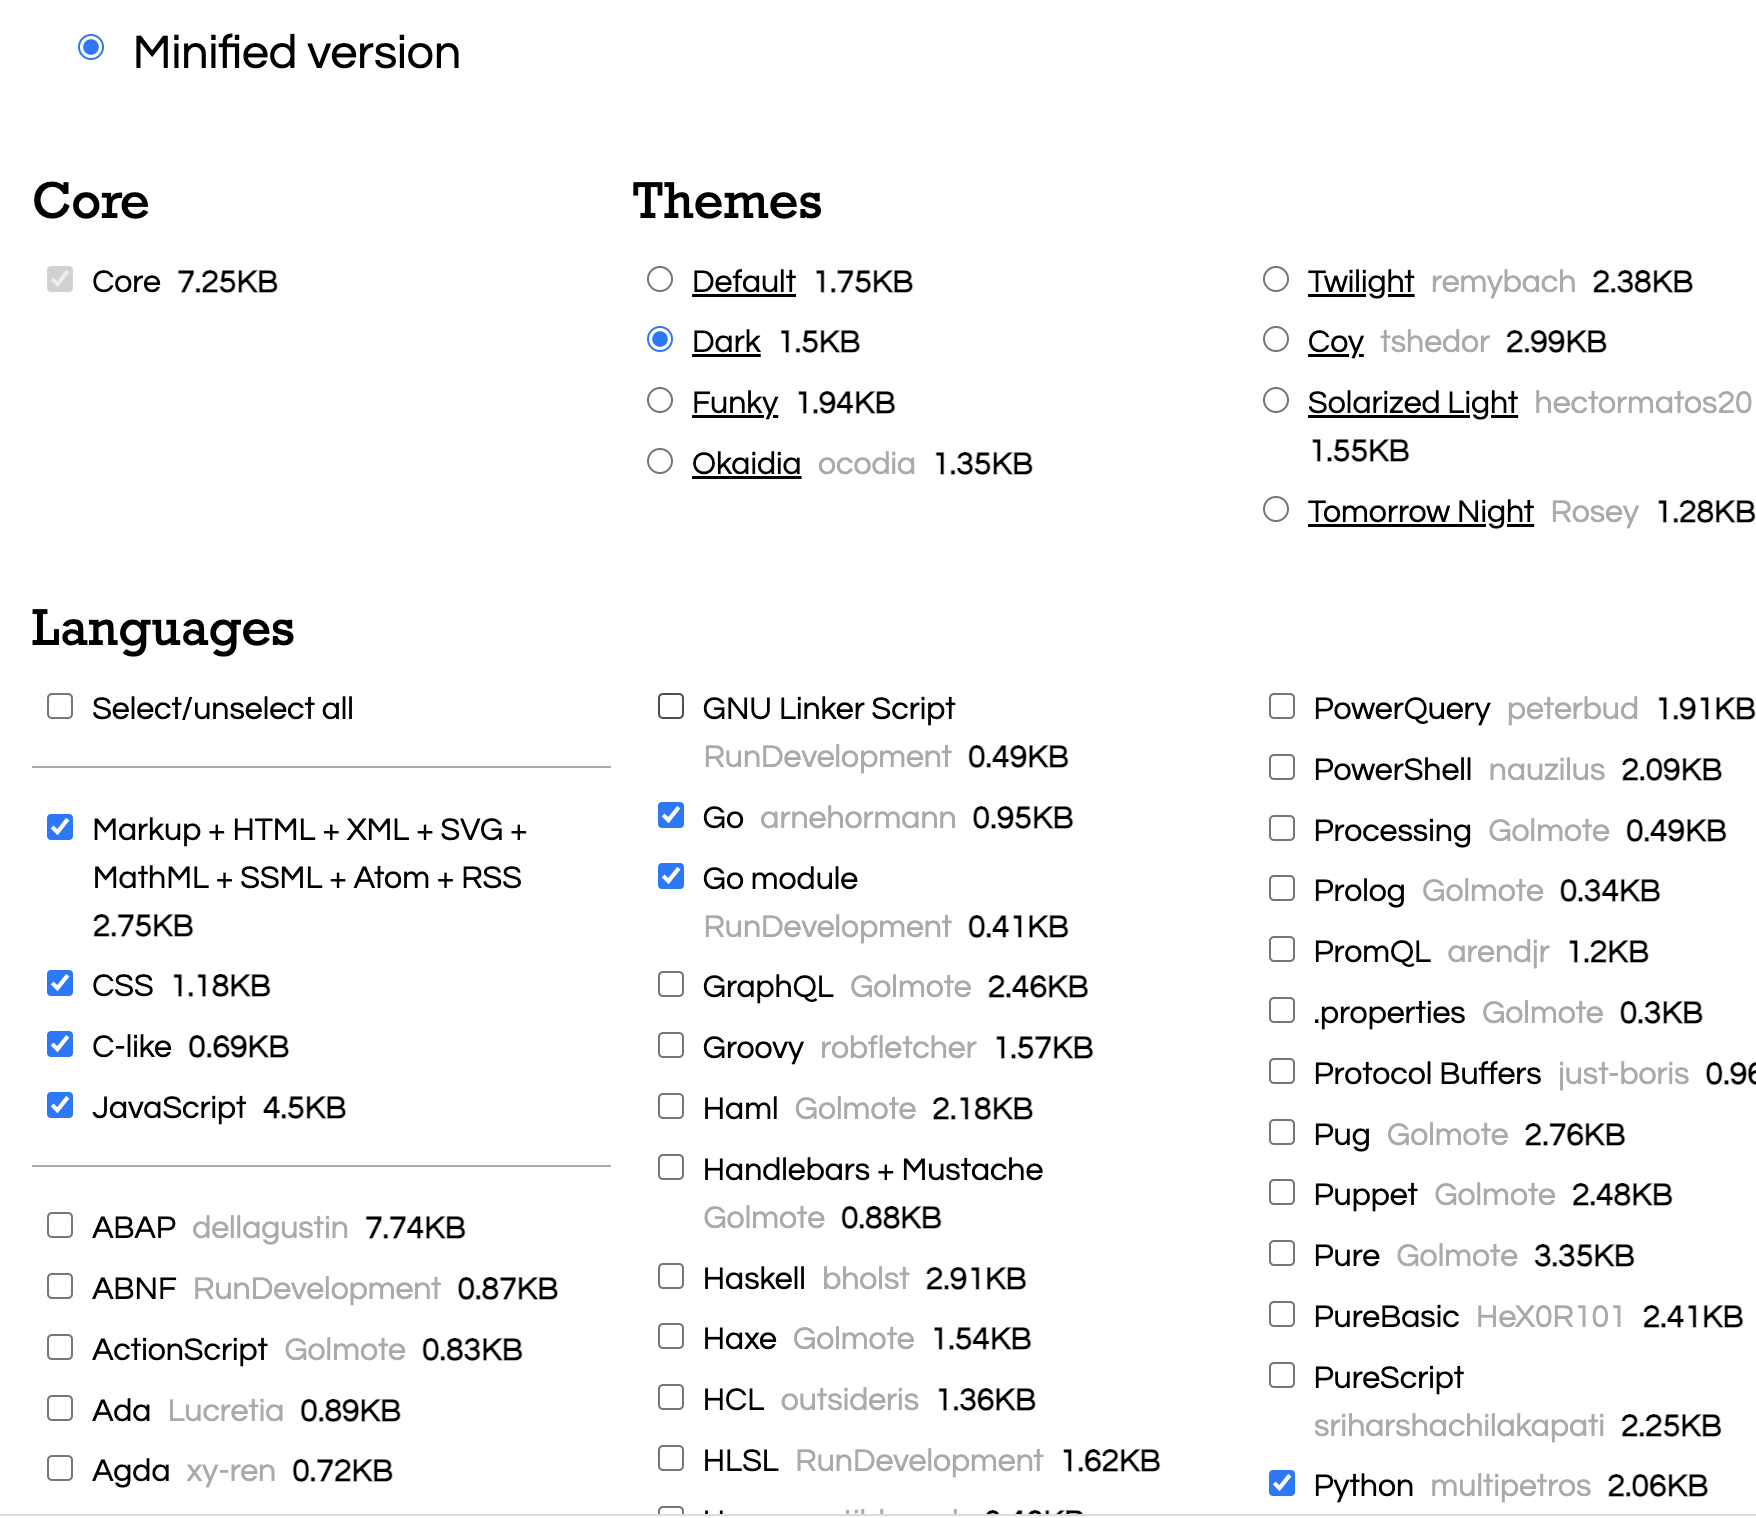 Minified version
Core
Core 7.25KB
Themes
Default 1.75KB
Dark 1.5KB
Funky 1.94KB
Okaidia ocodia 1.35KB
Twilight remybach 2.38KB
Coy tshedor 2.99KB
Solarized Light hectormatos20
1.55KB
Tomorrow Night Rosey 1.28KB
Languages
Select/unselect all
Markup + HTML + XML + SVG +
MathML + SSML + Atom + RSS
2.75KB
CSS 1.18KB
C-like 0.69KB
JavaScript 4.5KB
ABAP dellagustin 7.74KB
ABNF RunDevelopment 0.87KB
ActionScript Golmote 0.83KB
Ada Lucretia 0.89KB
Agda xy-ren 0.72KB
GNU Linker Script
RunDevelopment 0.49KB
Go arnehormann 0.95KB
Go module
RunDevelopment 0.41KB
GraphQL Golmote 2.46KB
Groovy robfletcher 1.57KB
Haml Golmote 2.18KB
Handlebars + Mustache
Golmote 0.88KB
Haskell bholst 2.91KB
Haxe Golmote 1.54KB
HCL outsideris 1.36KB
HLSL RunDevelopment 1.62KB
PowerQuery peterbud 1.91KB
PowerShell nauzilus 2.09KB
Processing Golmote 0.49KB
Prolog Golmote 0.34KB
PromQL arendjr 1.2KB
.properties Golmote 0.3KB
Protocol Buffers just-boris 0.96
Pug Golmote 2.76KB
Puppet Golmote 2.48KB
Pure Golmote 3.35KB
PureBasic HeX0R101 2.41KB
PureScript
sriharshachilakapati 2.25KB
Python multipetros 2.06KB